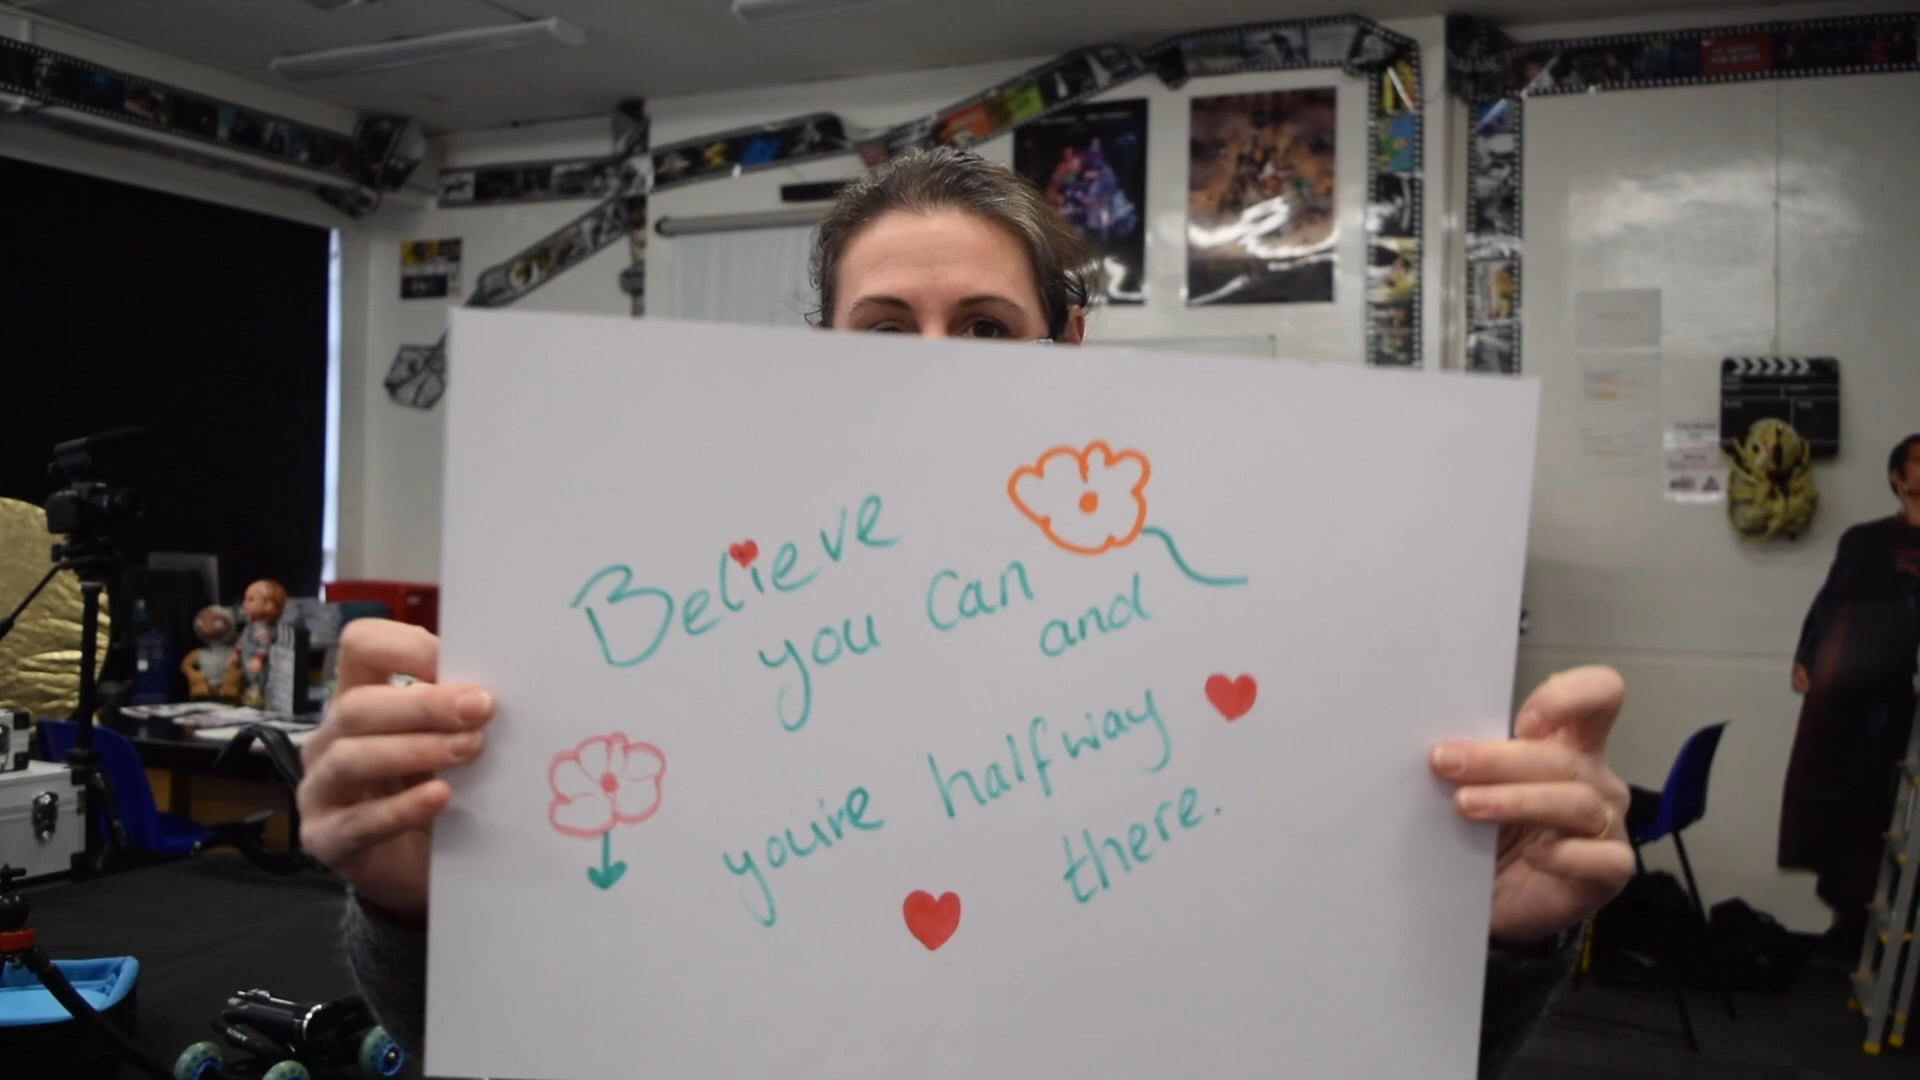 Believe
you can
and
you're halfway
there.